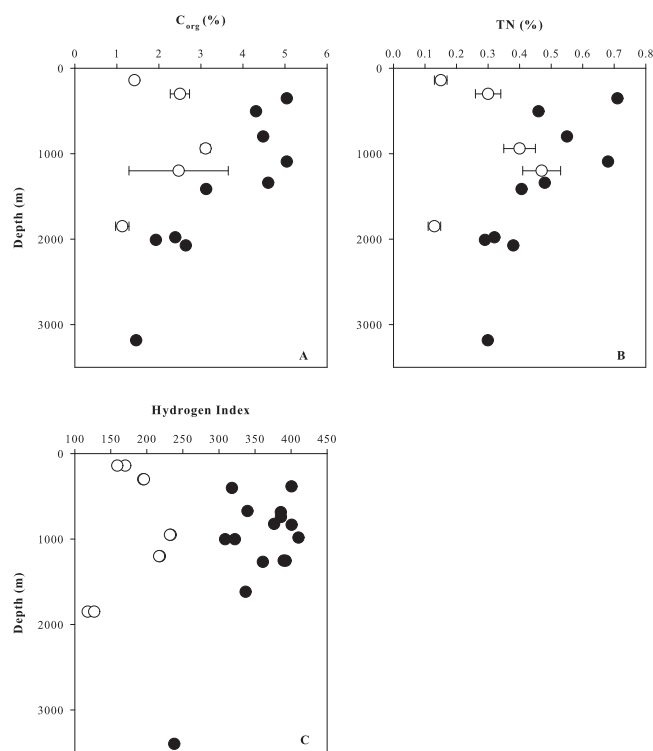 C_org (%)
0 1 2 3 4 5 6
0
1000
2000
3000
Depth (m)
A
TN (%)
0.0 0.1 0.2 0.3 0.4 0.5 0.6 0.7 0.8
0
1000
2000
3000
B
Hydrogen Index
100 150 200 250 300 350 400 450
0
1000
2000
3000
Depth (m)
C